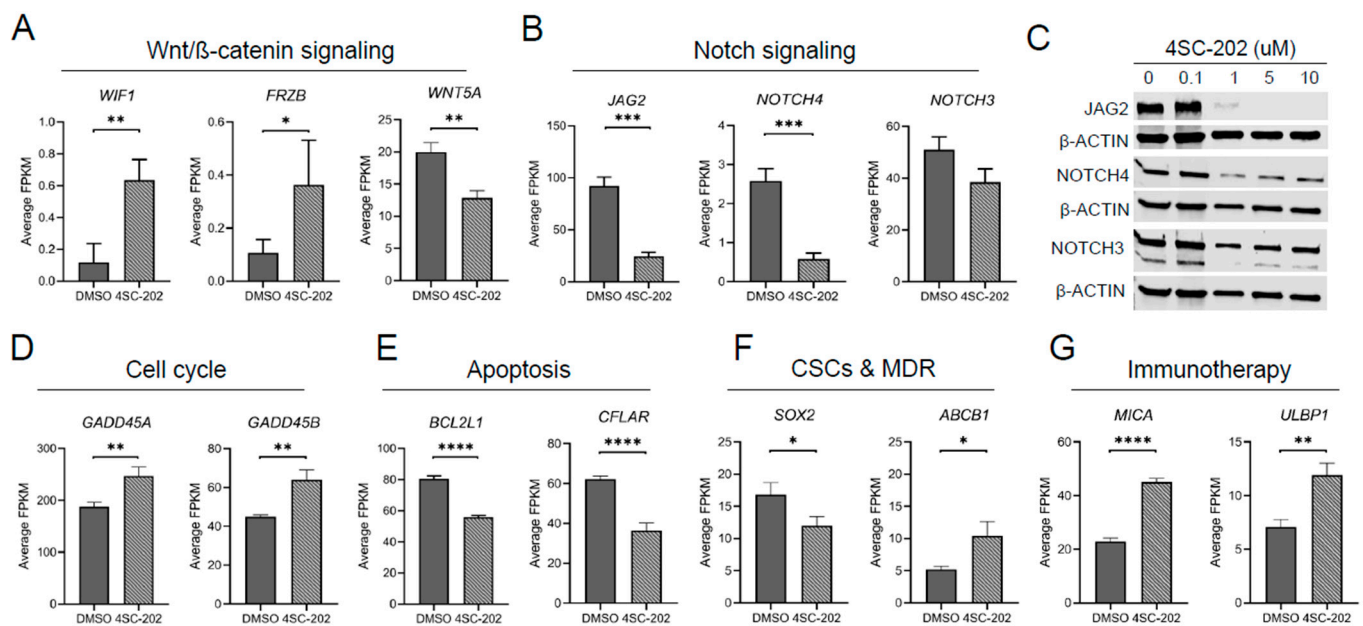 A
Wnt/ß-catenin signaling
WIF1
**
Average FPKM
0.8
0.6
0.4
0.2
0.0
DMSO 4SC-202
FRZB
*
Average FPKM
0.6
0.4
0.2
0.0
DMSO 4SC-202
WNT5A
**
Average FPKM
25
20
15
10
5
0
DMSO 4SC-202
B
Notch signaling
JAG2
***
Average FPKM
150
100
50
0
DMSO 4SC-202
NOTCH4
***
Average FPKM
4
3
2
1
0
DMSO 4SC-202
NOTCH3
Average FPKM
60
40
20
0
DMSO 4SC-202
C
4SC-202 (uM)
0 0.1 1 5 10
JAG2
β-ACTIN
NOTCH4
β-ACTIN
NOTCH3
β-ACTIN
D
Cell cycle
GADD45A
**
Average FPKM
300
200
100
0
DMSO 4SC-202
GADD45B
**
Average FPKM
80
60
40
20
0
DMSO 4SC-202
E
Apoptosis
BCL2L1
****
Average FPKM
100
80
60
40
20
0
DMSO 4SC-202
CFLAR
****
Average FPKM
80
60
40
20
0
DMSO 4SC-202
F
CSCs & MDR
SOX2
*
Average FPKM
25
20
15
10
5
0
DMSO 4SC-202
ABCB1
*
Average FPKM
25
20
15
10
5
0
DMSO 4SC-202
G
Immunotherapy
MICA
****
Average FPKM
60
40
20
0
DMSO 4SC-202
ULBP1
**
Average FPKM
15
10
5
0
DMSO 4SC-202